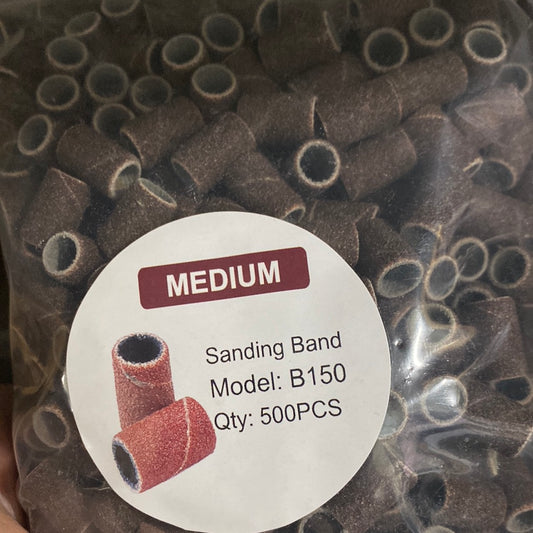 MEDIUM
Sanding Band
Model: B150
Qty: 500PCS